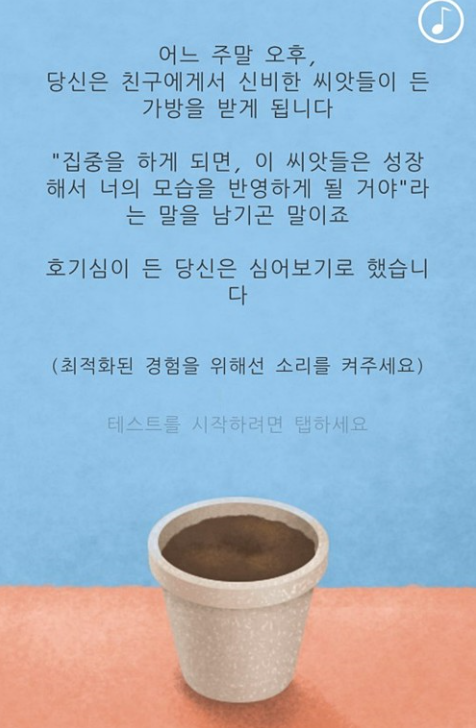 어느 주말 오후,
당신은 친구에게서 신비한 씨앗들이 든
가방을 받게 됩니다
"집중을 하게 되면, 이 씨앗들은 성장
해서 너의 모습을 반영하게 될 거야"라
는 말을 남기곤 말이죠
호기심이 든 당신은 심어보기로 했습니
다
(최적화된 경험을 위해선 소리를 켜주세요)
테스트를 시작하려면 탭하세요